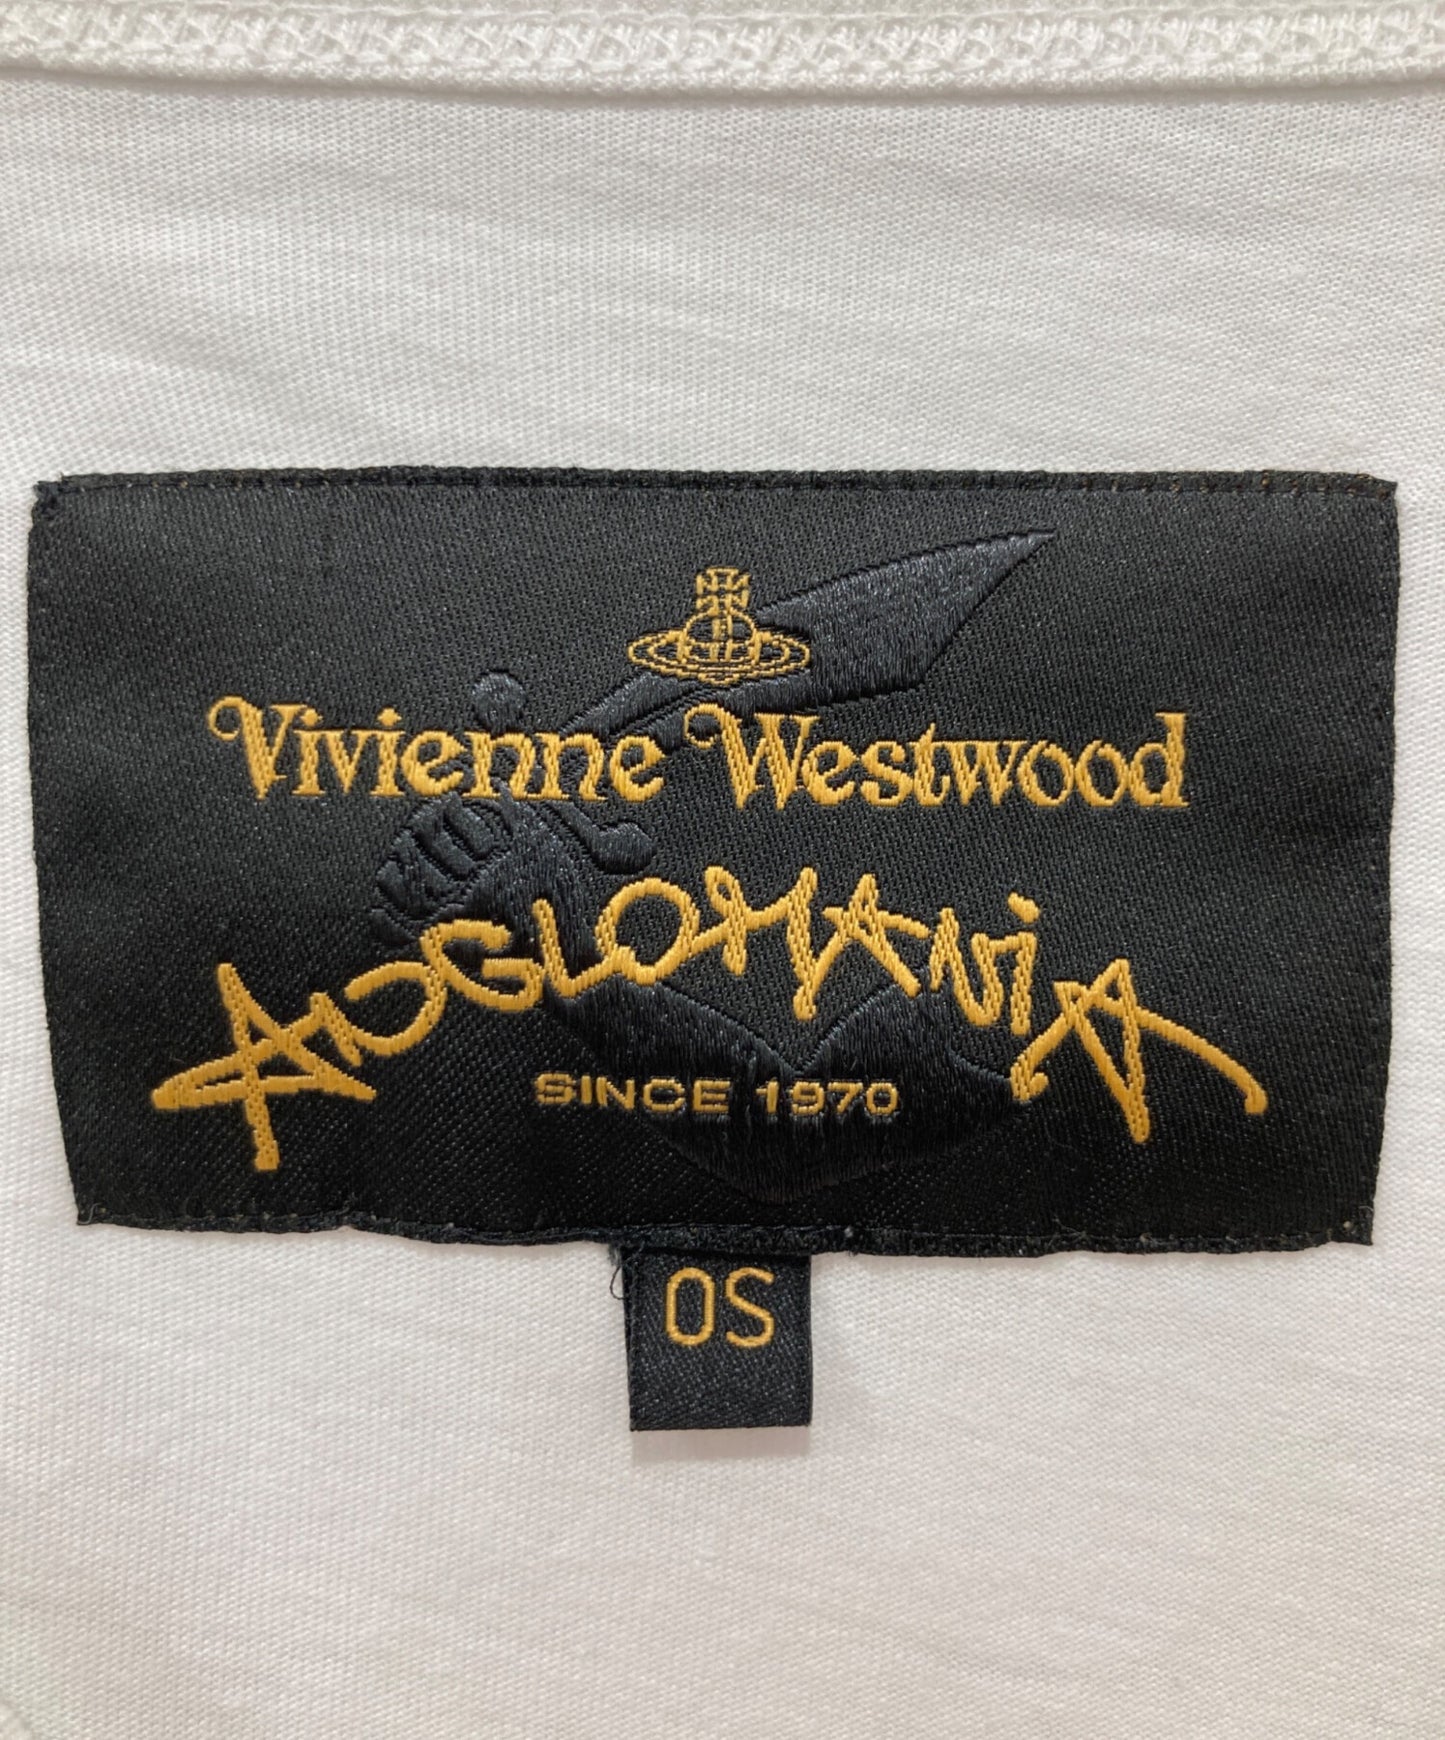 Vivienne Westwood
ANGLOMANIA
SINCE 1970
OS